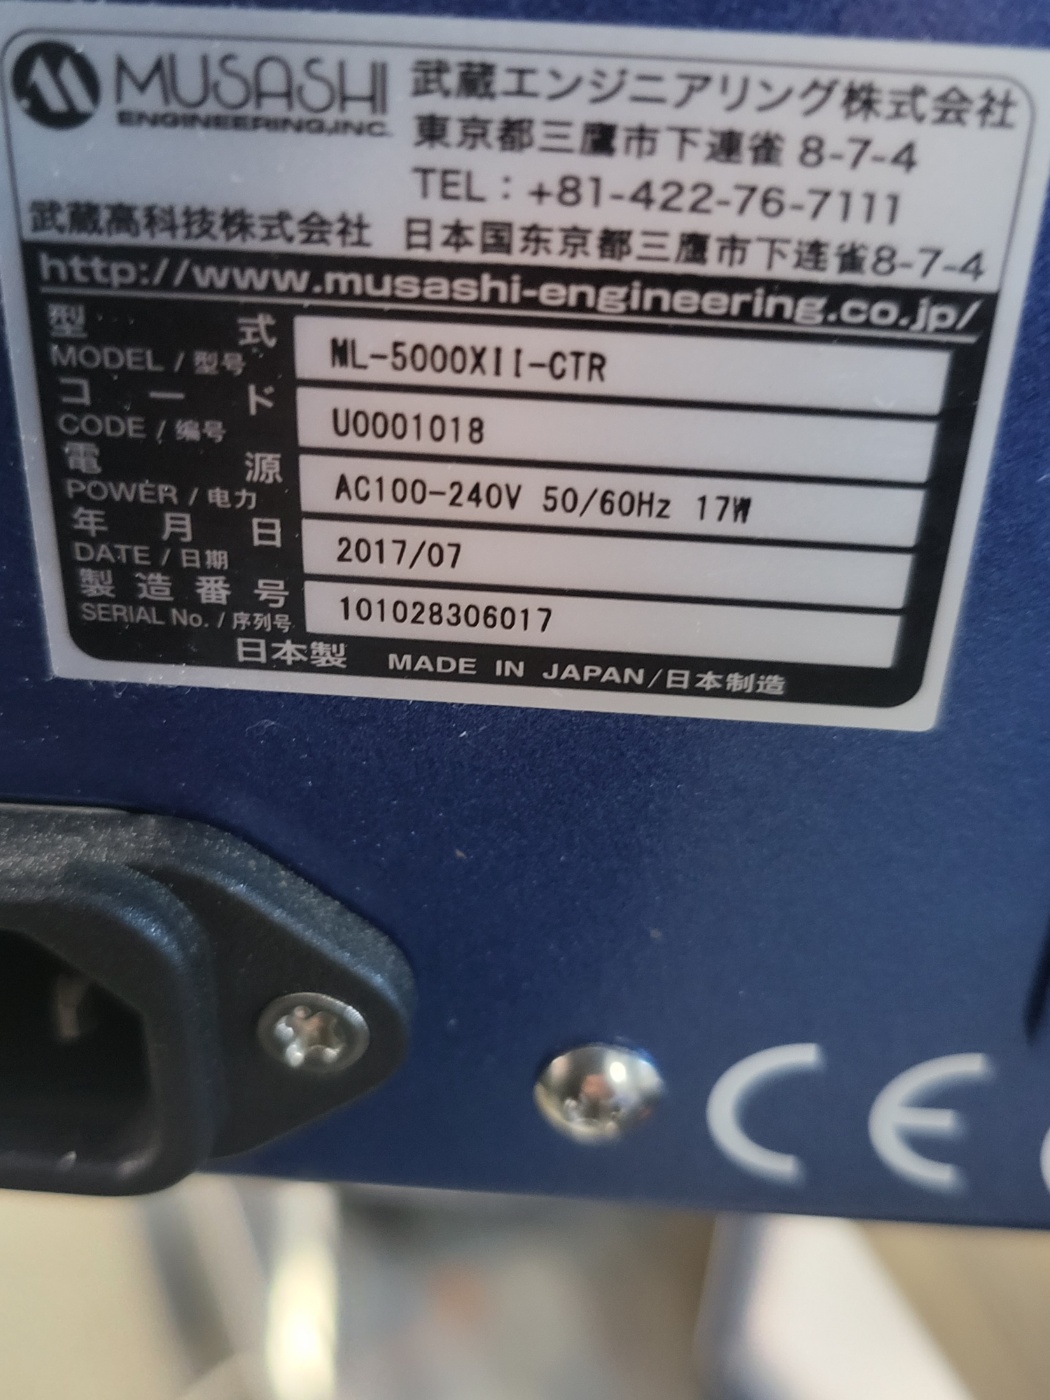 MUSASHI
ENGINEERING,INC.
武蔵エンジニアリング株式会社
東京都三鷹市下連雀 8-7-4
TEL : +81-422-76-7111
武蔵高科技株式会社 日本国东京都三鷹市下连雀8-7-4
http://www.musashi-engineering.co.jp/
型式
MODEL / 型号 ML-5000XII-CTR
コード
CODE / 编号 U0001018
電源
POWER / 电力 AC100-240V 50/60Hz 17W
年月日
DATE / 日期 2017/07
製造番号
SERIAL No. / 序列号 101028306017
日本製 MADE IN JAPAN/日本制造
CE